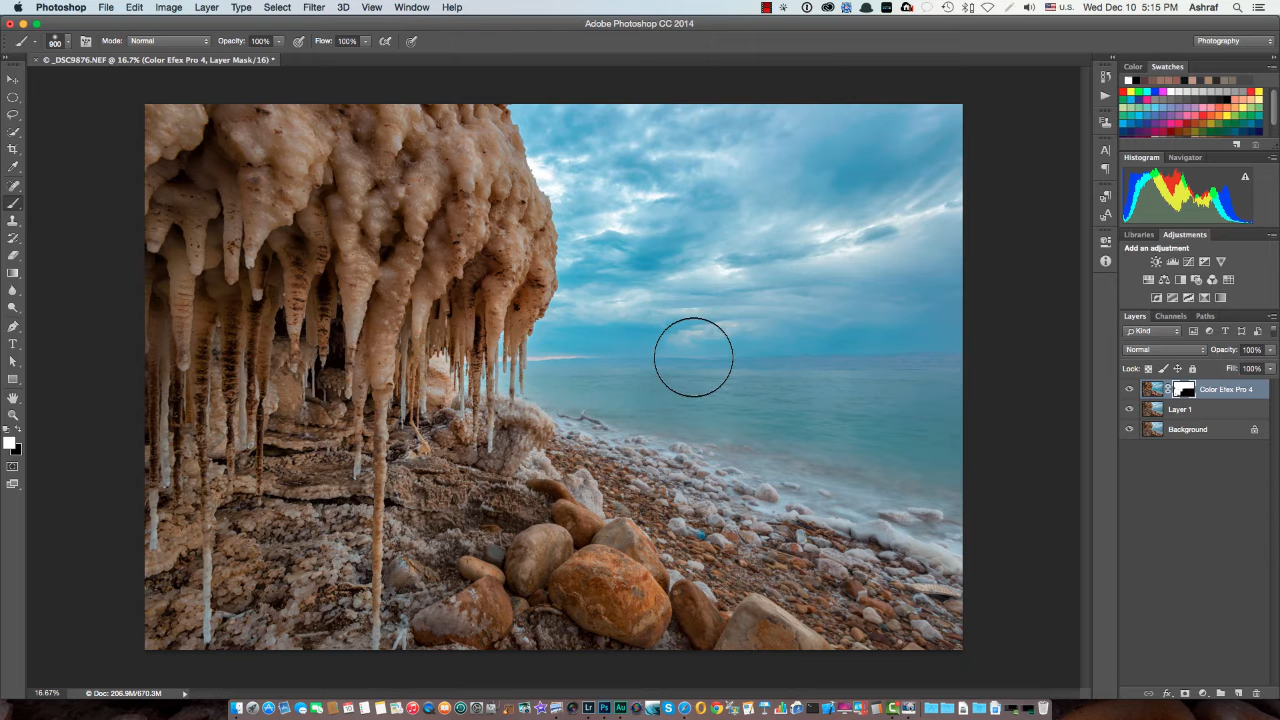 Photoshop File Edit Image Layer Type Select Filter 3D View Window Help U.S. Wed Dec 10 5:15 PM Ashraf
Adobe Photoshop CC 2014
900 Mode: Normal Opacity: 100% Flow: 100% Photography
× © _DSC9876.NEF @ 16.7% (Color Efex Pro 4, Layer Mask/16) *
Color Swatches
Histogram Navigator
Libraries Adjustments
Add an adjustment
Layers Channels Paths
Kind
Normal Opacity: 100%
Lock: Fill: 100%
Color Efex Pro 4
Layer 1
Background
16.67% © Doc: 206.9M/670.3M